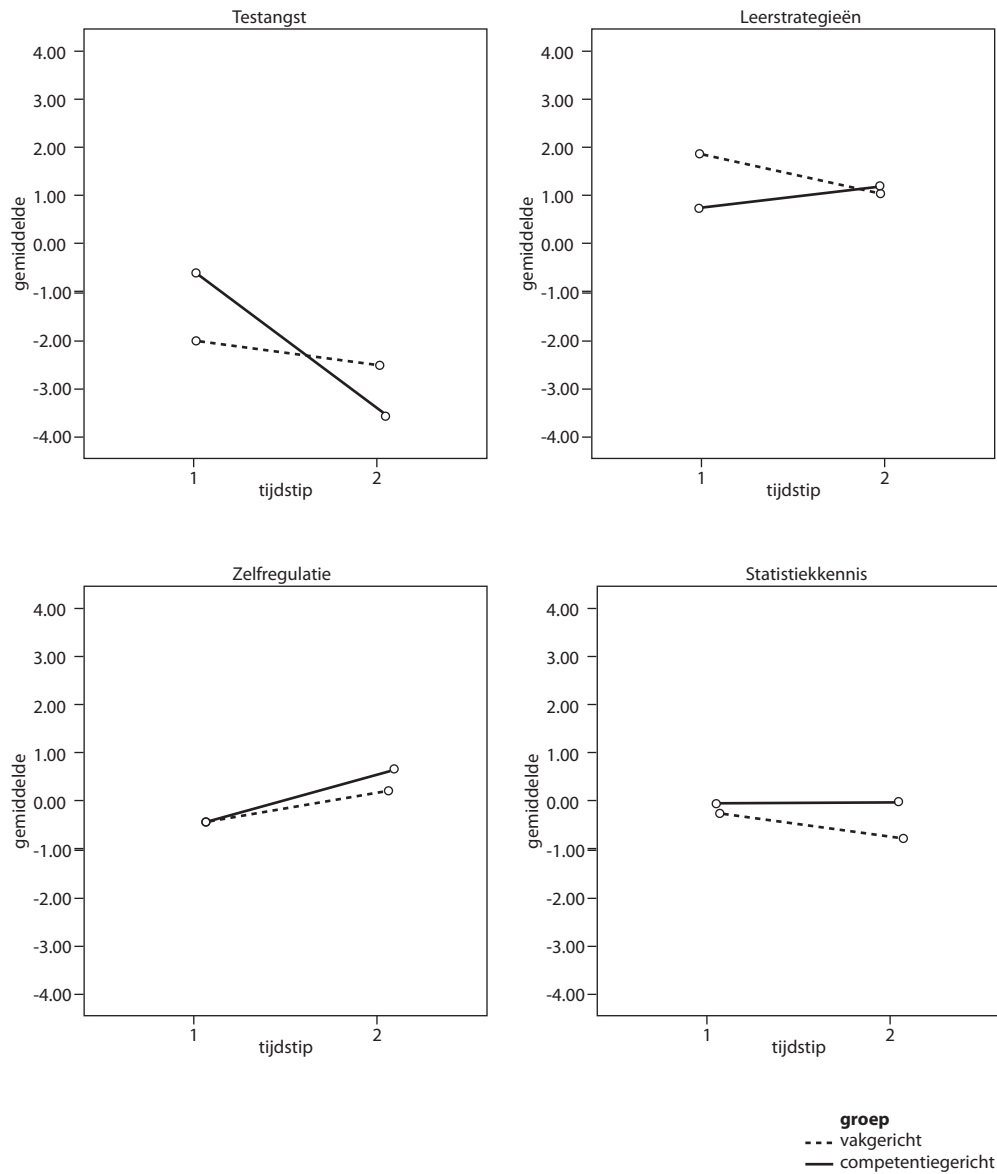 Testangst
4.00
3.00
2.00
1.00
0.00
-1.00
-2.00
-3.00
-4.00
gemiddelde
1 2
tijdstip
Leerstrategieën
4.00
3.00
2.00
1.00
0.00
-1.00
-2.00
-3.00
-4.00
gemiddelde
1 2
tijdstip
Zelfregulatie
4.00
3.00
2.00
1.00
0.00
-1.00
-2.00
-3.00
-4.00
gemiddelde
1 2
tijdstip
Statistiekkennis
4.00
3.00
2.00
1.00
0.00
-1.00
-2.00
-3.00
-4.00
gemiddelde
1 2
tijdstip
groep
vakgericht
competentiegericht